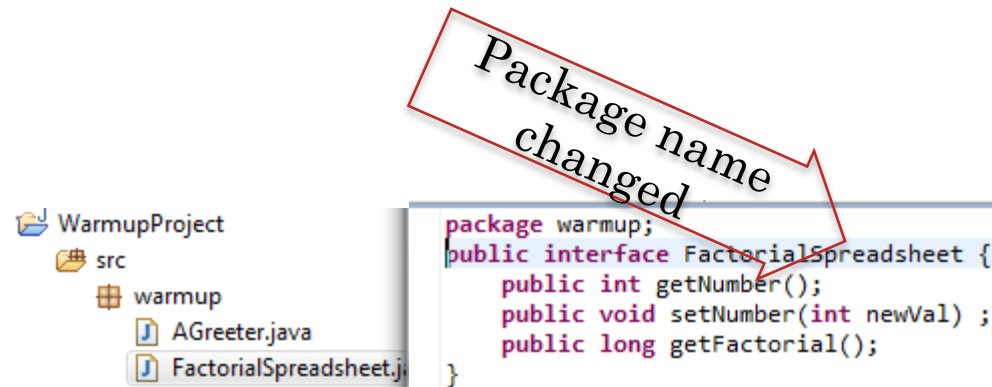 Package name
changed
WarmupProject
src
warmup
AGreeter.java
FactorialSpreadsheet.j
package warmup;
public interface FactorialSpreadsheet {
public int getNumber();
public void setNumber(int newVal) ;
public long getFactorial();
}